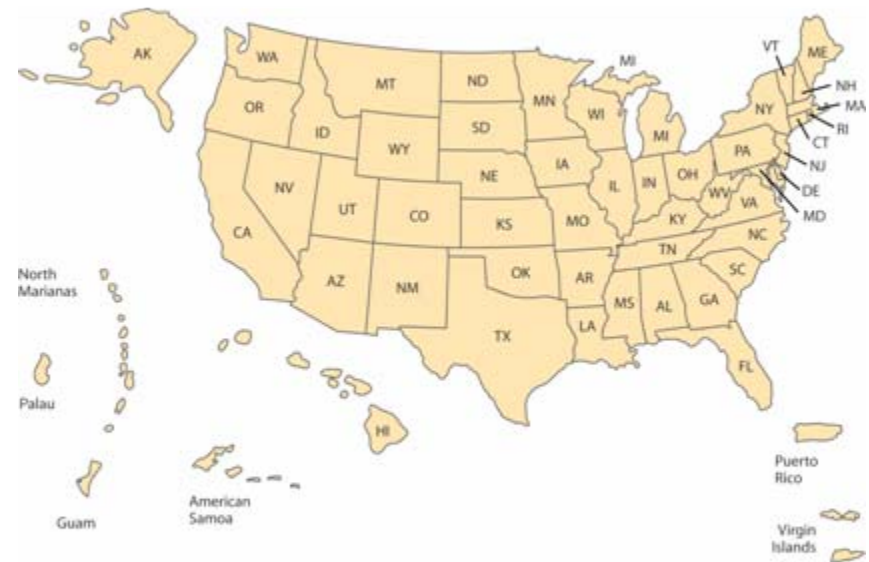 AK
WA
MT
ND
MN
MI
VT
ME
NH
MA
RI
CT
NJ
DE
MD
OR
ID
WY
SD
WI
MI
NY
PA
NV
UT
CO
NE
IA
IL
IN
OH
WV
VA
CA
KS
MO
KY
NC
AZ
NM
OK
AR
TN
SC
TX
LA
MS
AL
GA
FL
HI
North
Marianas
Palau
Guam
American
Samoa
Puerto
Rico
Virgin
Islands